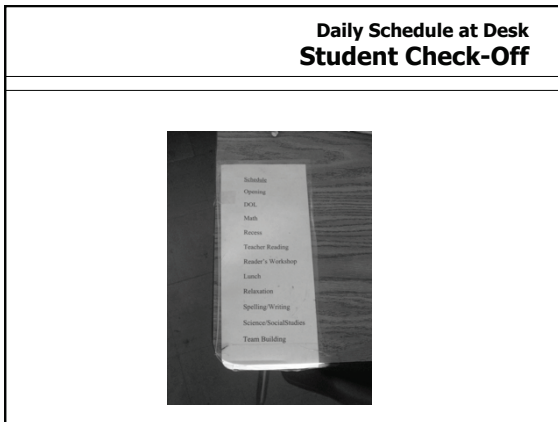 Daily Schedule at Desk
Student Check-Off
Schedule
Opening
DOL
Math
Recess
Teacher Reading
Reader's Workshop
Lunch
Relaxation
Spelling/Writing
Science/SocialStudies
Team Building